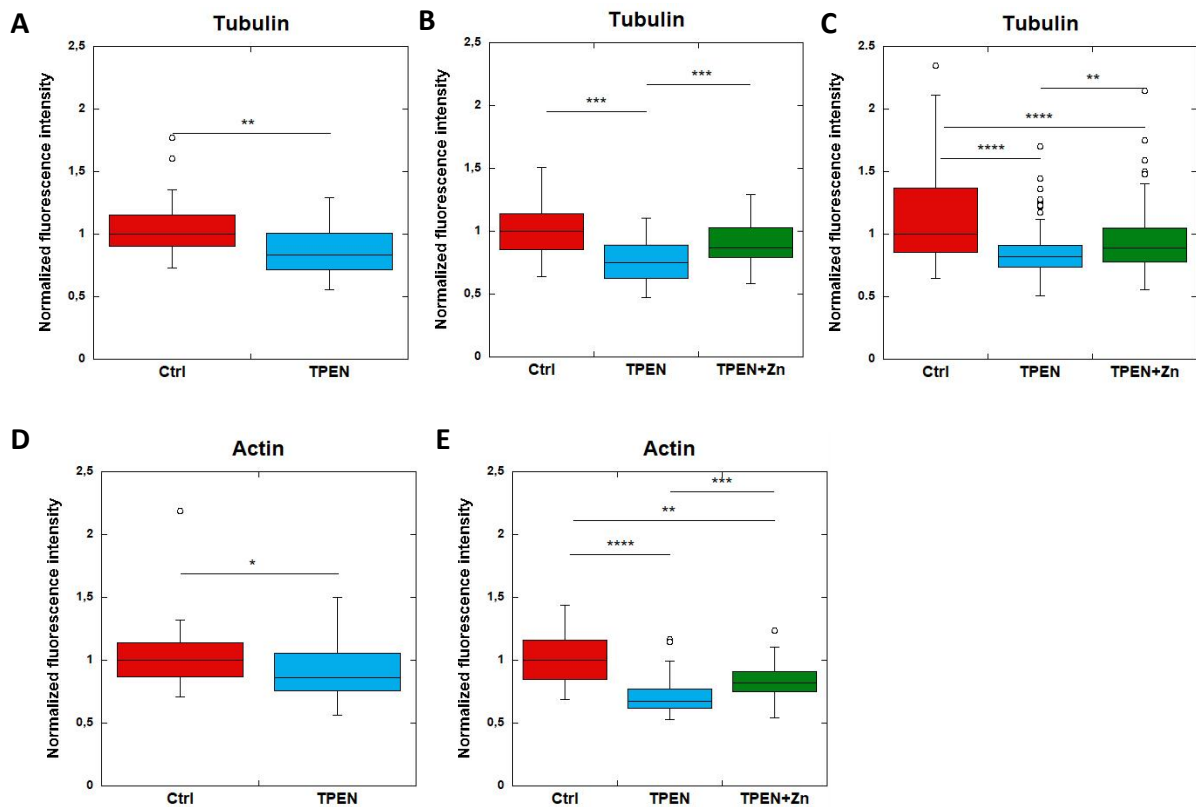 A
Tubulin
Normalized fluorescence intensity
2,5
2
1,5
1
0,5
0
**
Ctrl
TPEN
B
Tubulin
Normalized fluorescence intensity
2,5
2
1,5
1
0,5
0
***
***
Ctrl
TPEN
TPEN+Zn
C
Tubulin
Normalized fluorescence intensity
2,5
2
1,5
1
0,5
0
**
****
****
Ctrl
TPEN
TPEN+Zn
D
Actin
Normalized fluorescence intensity
2,5
2
1,5
1
0,5
0
*
Ctrl
TPEN
E
Actin
Normalized fluorescence intensity
2,5
2
1,5
1
0,5
0
***
**
****
Ctrl
TPEN
TPEN+Zn